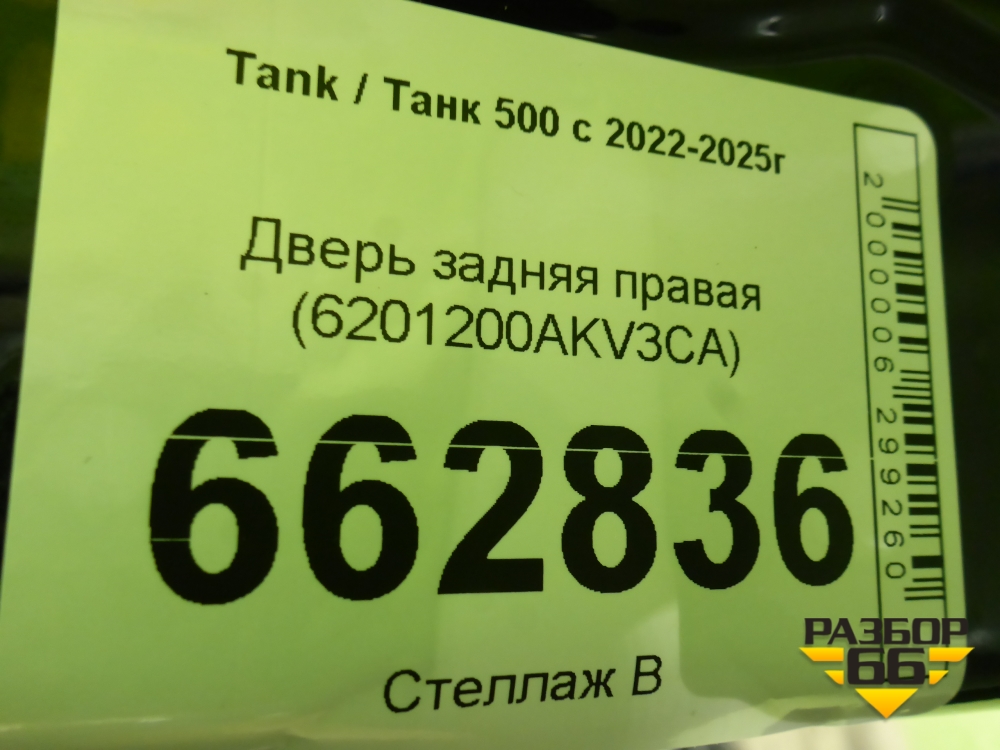 Tank / Танк 500 с 2022-2025г
Дверь задняя правая
(6201200AKV3CA)
662836
Стеллаж В
2000006299260
РАЗБОР
66